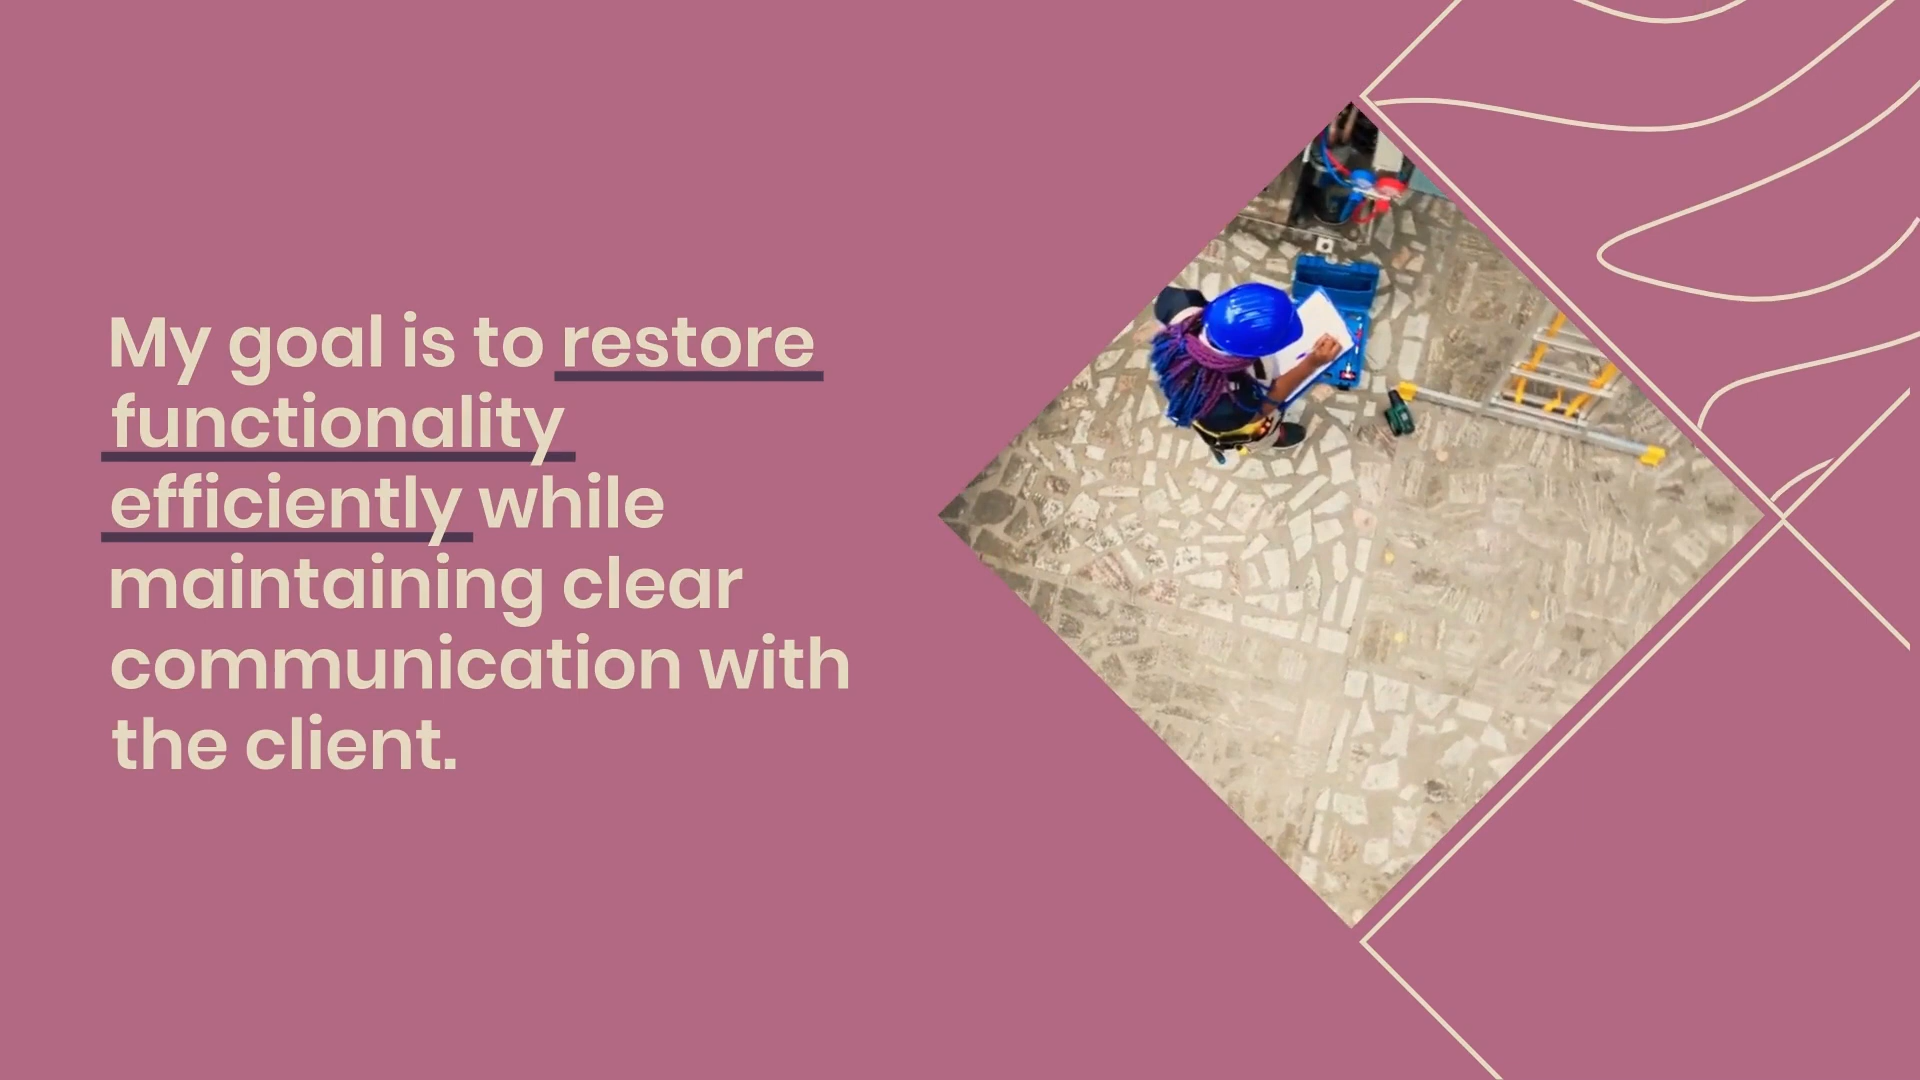 My goal is to restore
functionality
efficiently while
maintaining clear
communication with
the client.